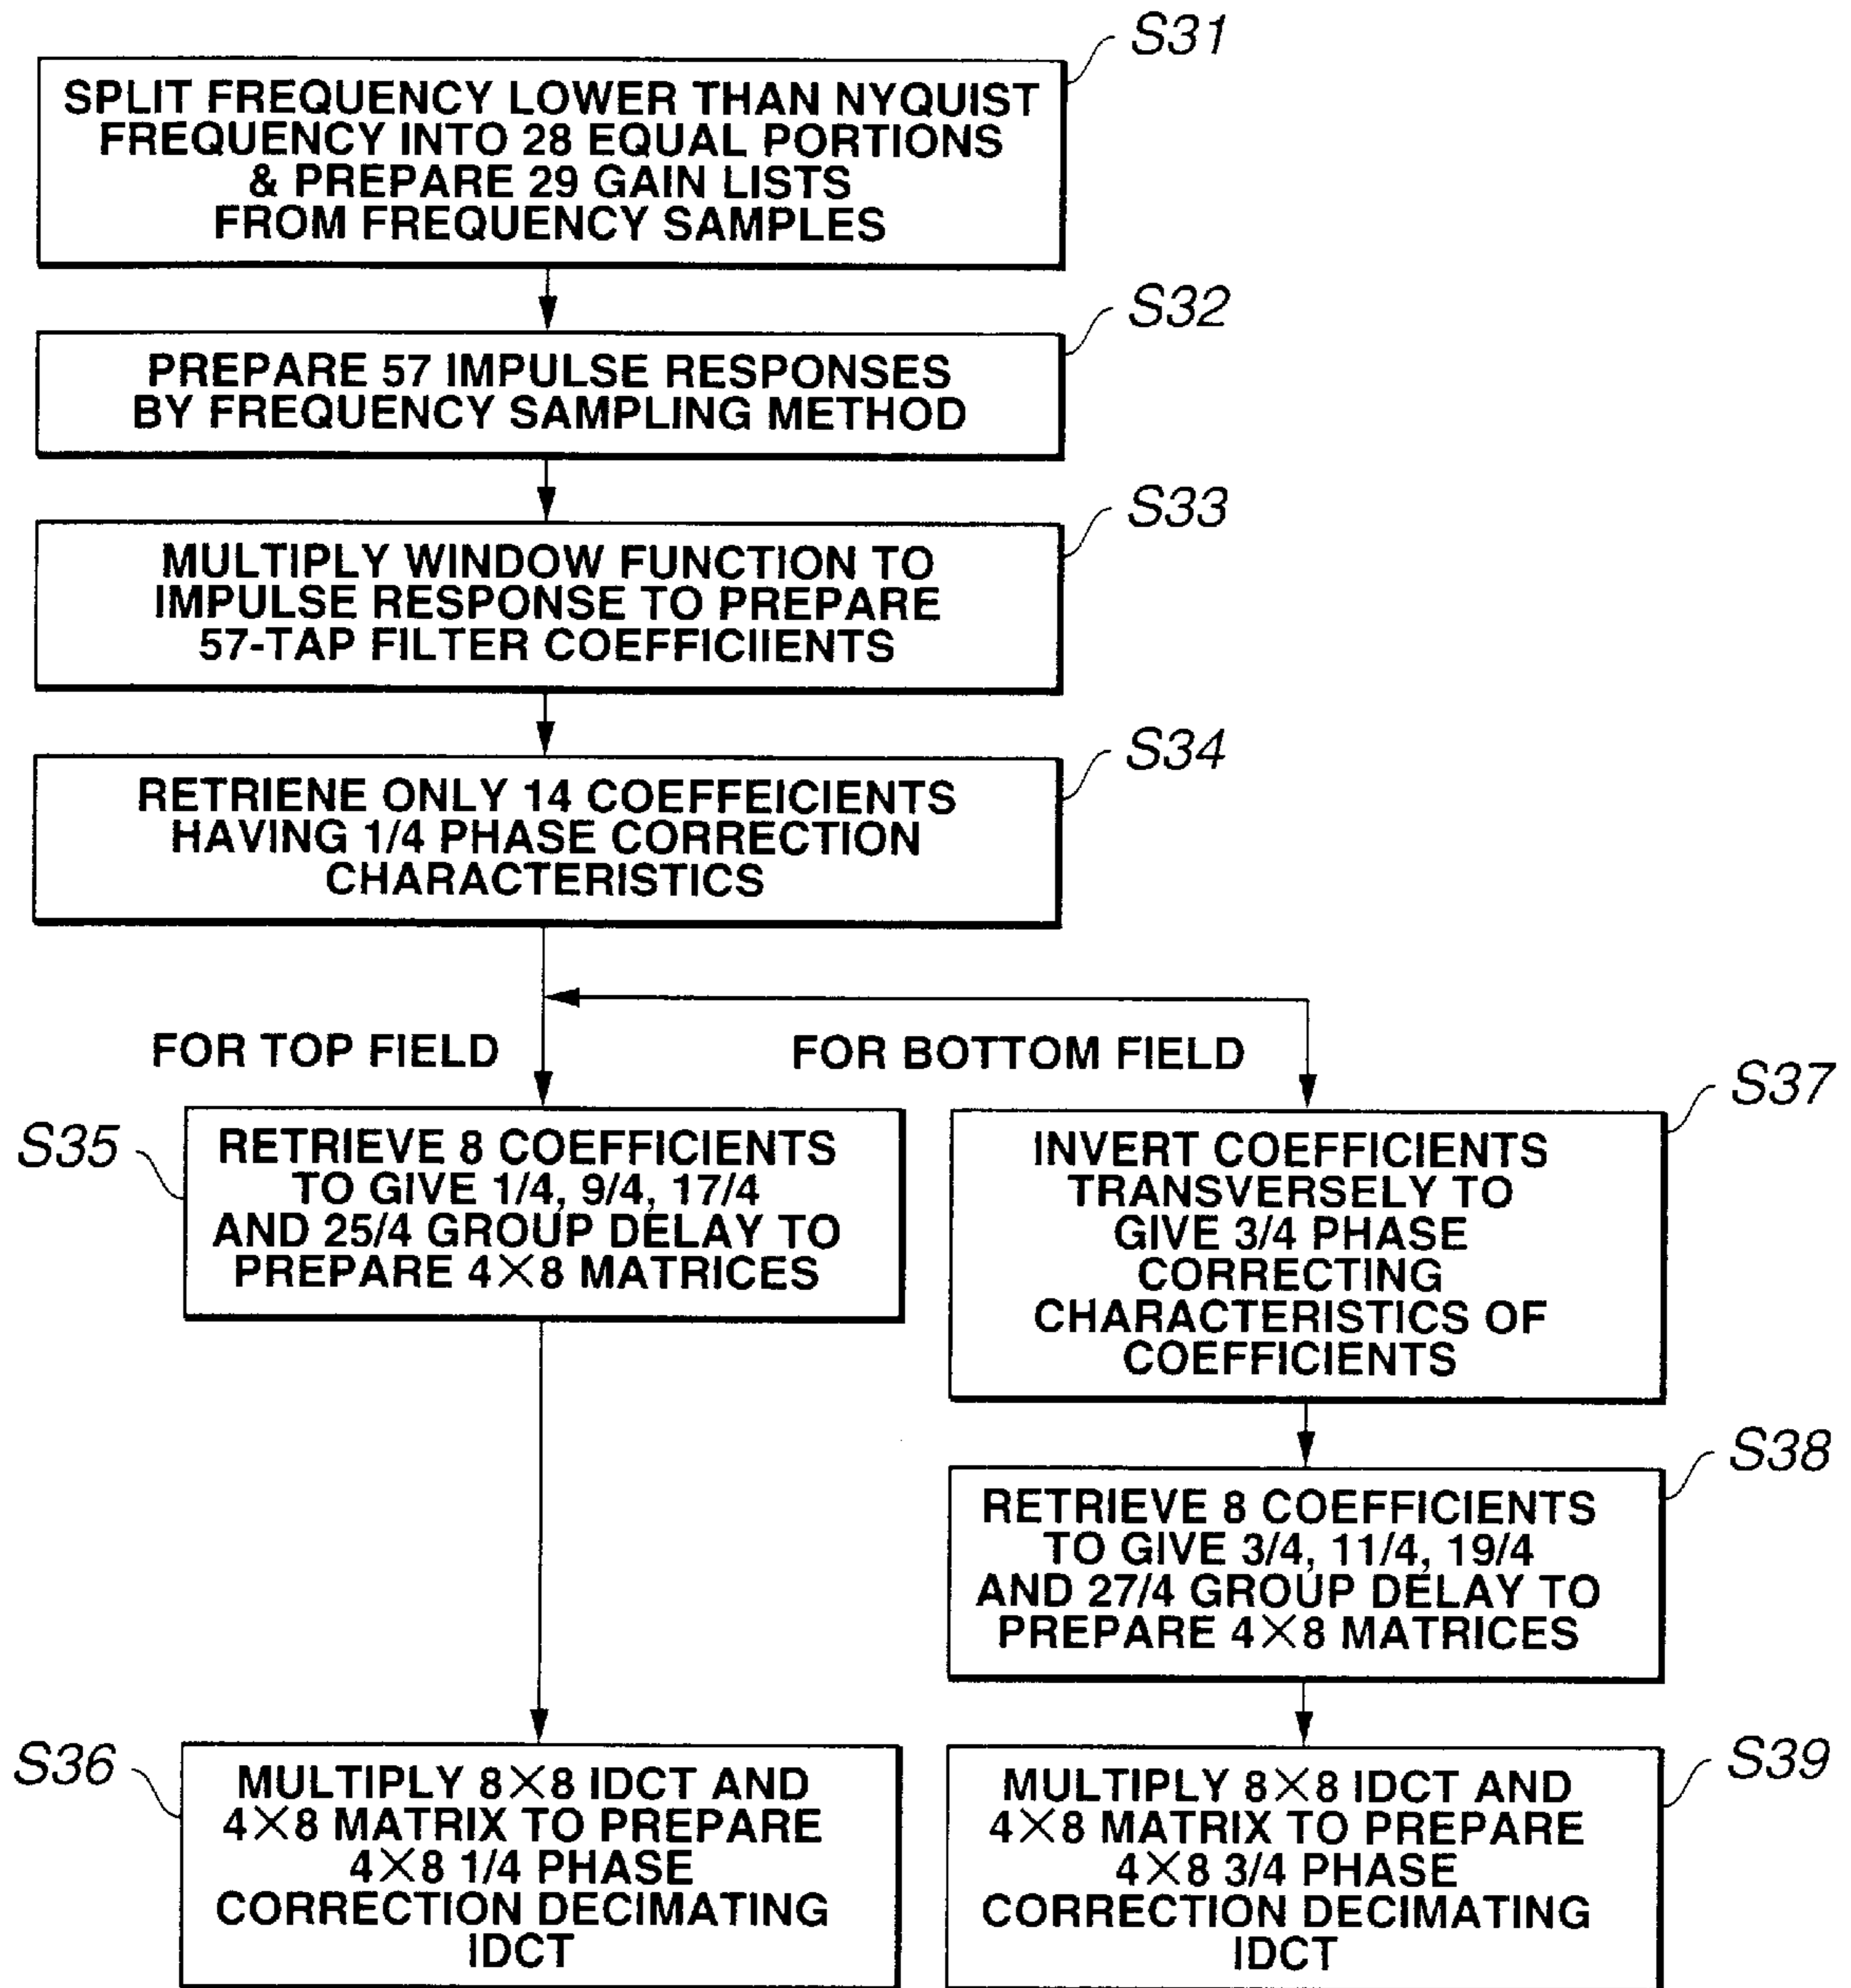 S31
SPLIT FREQUENCY LOWER THAN NYQUIST
FREQUENCY INTO 28 EQUAL PORTIONS
& PREPARE 29 GAIN LISTS
FROM FREQUENCY SAMPLES
S32
PREPARE 57 IMPULSE RESPONSES
BY FREQUENCY SAMPLING METHOD
S33
MULTIPLY WINDOW FUNCTION TO
IMPULSE RESPONSE TO PREPARE
57-TAP FILTER COEFFICIIENTS
S34
RETRIENE ONLY 14 COEFFEICIENTS
HAVING 1/4 PHASE CORRECTION
CHARACTERISTICS
FOR TOP FIELD
FOR BOTTOM FIELD
S35
RETRIEVE 8 COEFFICIENTS
TO GIVE 1/4, 9/4, 17/4
AND 25/4 GROUP DELAY TO
PREPARE 4×8 MATRICES
S37
INVERT COEFFICIENTS
TRANSVERSELY TO
GIVE 3/4 PHASE
CORRECTING
CHARACTERISTICS OF
COEFFICIENTS
S38
RETRIEVE 8 COEFFICIENTS
TO GIVE 3/4, 11/4, 19/4
AND 27/4 GROUP DELAY TO
PREPARE 4×8 MATRICES
S36
MULTIPLY 8×8 IDCT AND
4×8 MATRIX TO PREPARE
4×8 1/4 PHASE
CORRECTION DECIMATING
IDCT
S39
MULTIPLY 8×8 IDCT AND
4×8 MATRIX TO PREPARE
4×8 3/4 PHASE
CORRECTION DECIMATING
IDCT